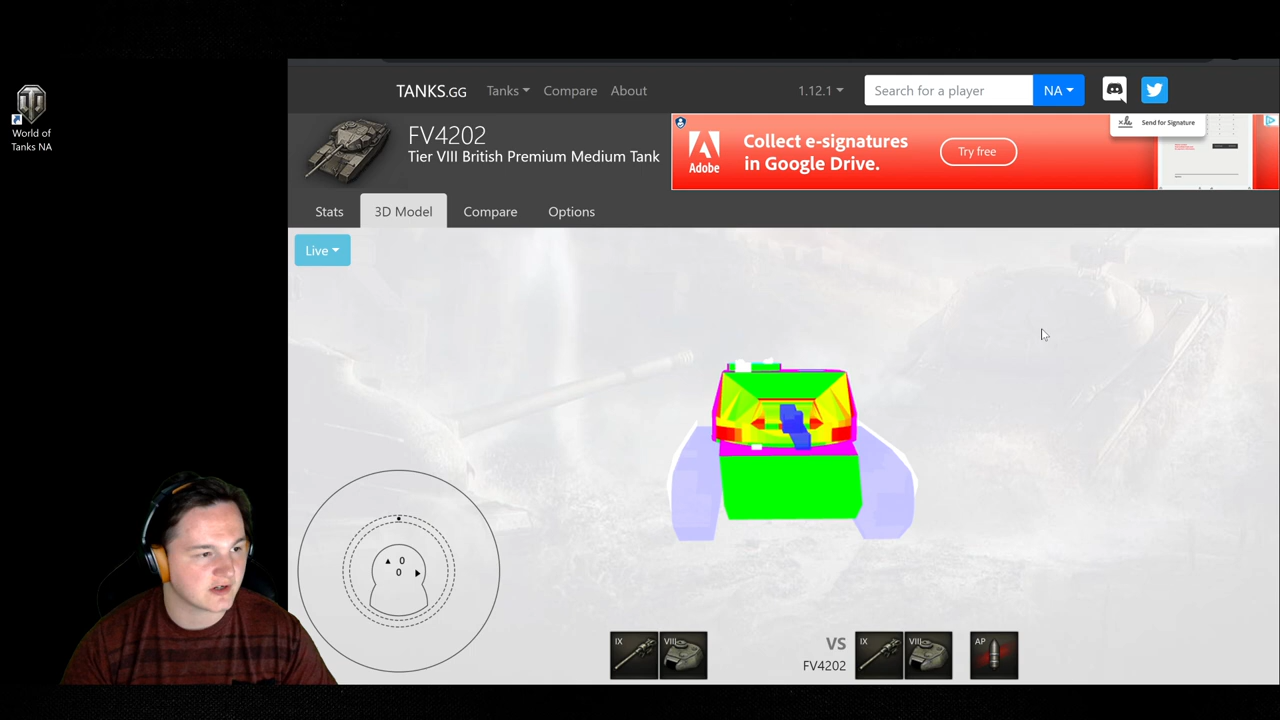 World of
Tanks NA
TANKS.GG Tanks Compare About 1.12.1 Search for a player NA
FV4202
Tier VIII British Premium Medium Tank
Adobe
Collect e-signatures
in Google Drive.
Try free
Send for Signature
Stats 3D Model Compare Options
Live
0
0
IX VIII VS IX VIII AP
FV4202